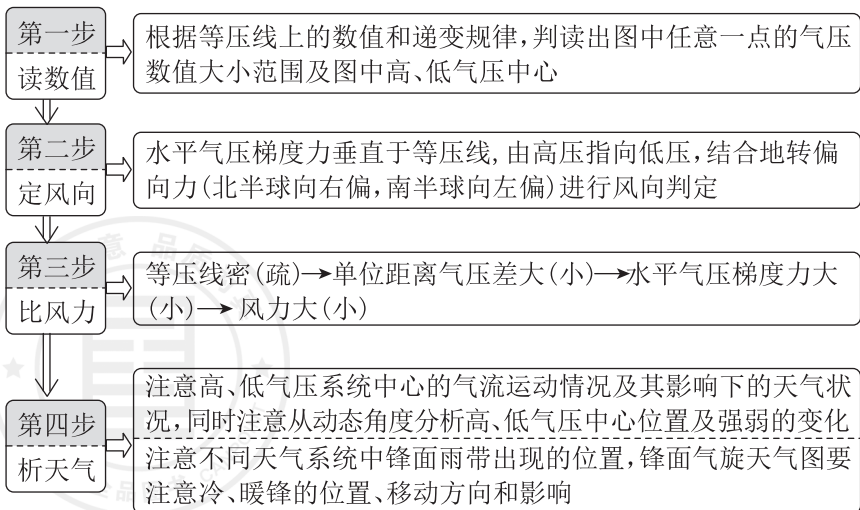 第一步
读数值
根据等压线上的数值和递变规律,判读出图中任意一点的气压
数值大小范围及图中高、低气压中心
第二步
定风向
水平气压梯度力垂直于等压线,由高压指向低压,结合地转偏
向力(北半球向右偏,南半球向左偏)进行风向判定
第三步
比风力
等压线密(疏)→单位距离气压差大(小)→水平气压梯度力大
(小)→风力大(小)
第四步
析天气
注意高、低气压系统中心的气流运动情况及其影响下的天气状
况,同时注意从动态角度分析高、低气压中心位置及强弱的变化
注意不同天气系统中锋面雨带出现的位置,锋面气旋天气图要
注意冷、暖锋的位置、移动方向和影响